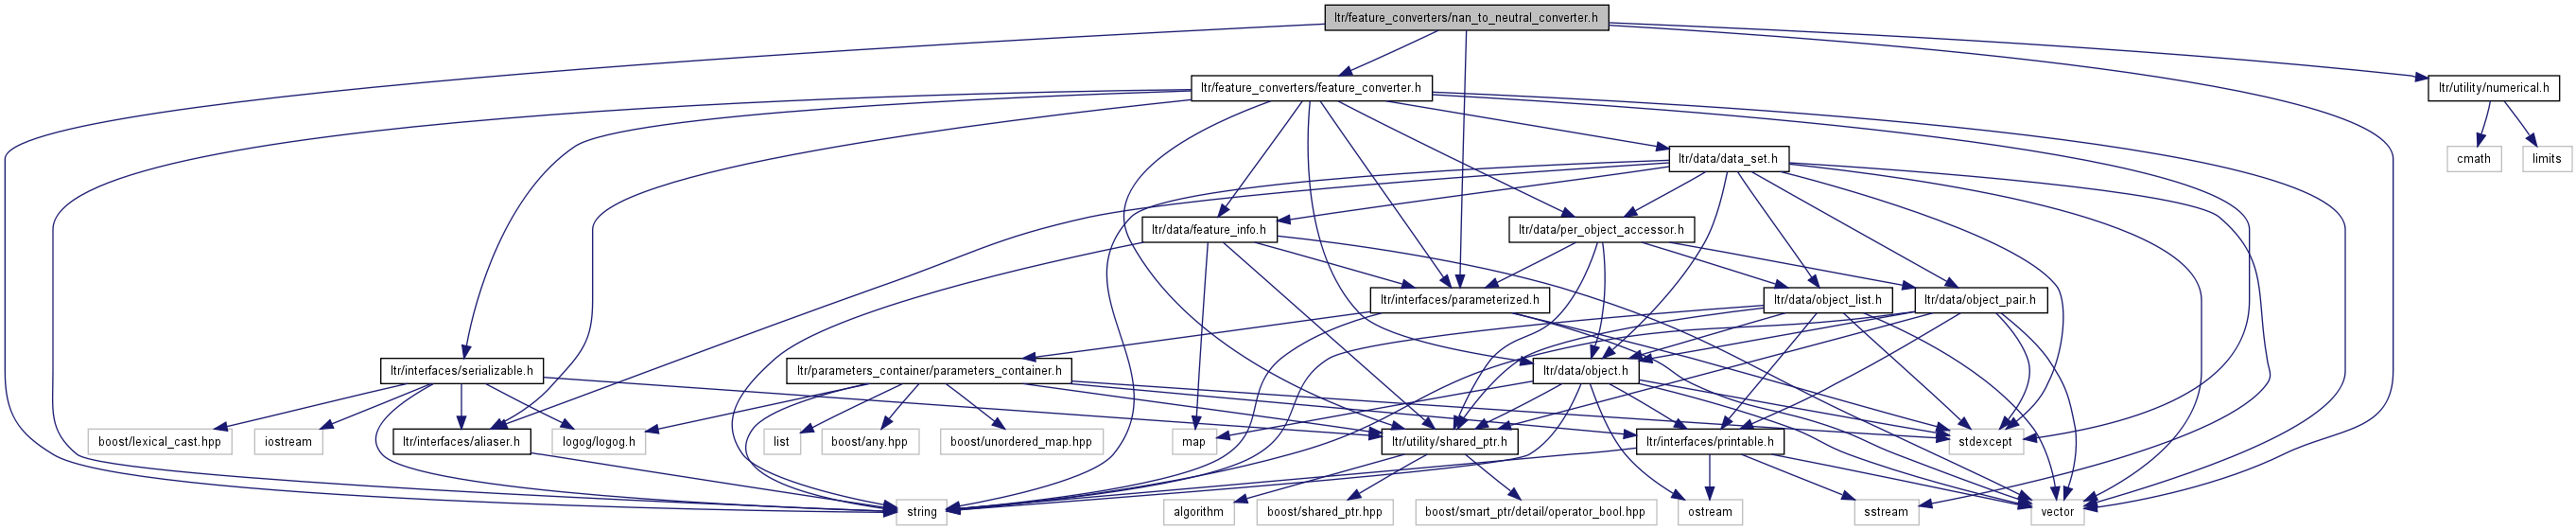 ltr/feature_converters/nan_to_neutral_converter.h
ltr/feature_converters/feature_converter.h
ltr/utility/numerical.h
ltr/data/data_set.h
cmath
limits
ltr/data/feature_info.h
ltr/data/per_object_accessor.h
ltr/interfaces/parameterized.h
ltr/data/object_list.h
ltr/data/object_pair.h
ltr/interfaces/serializable.h
ltr/parameters_container/parameters_container.h
ltr/data/object.h
boost/lexical_cast.hpp
iostream
ltr/interfaces/aliaser.h
logog/logog.h
list
boost/any.hpp
boost/unordered_map.hpp
map
ltr/utility/shared_ptr.h
ltr/interfaces/printable.h
stdexcept
string
algorithm
boost/shared_ptr.hpp
boost/smart_ptr/detail/operator_bool.hpp
ostream
sstream
vector